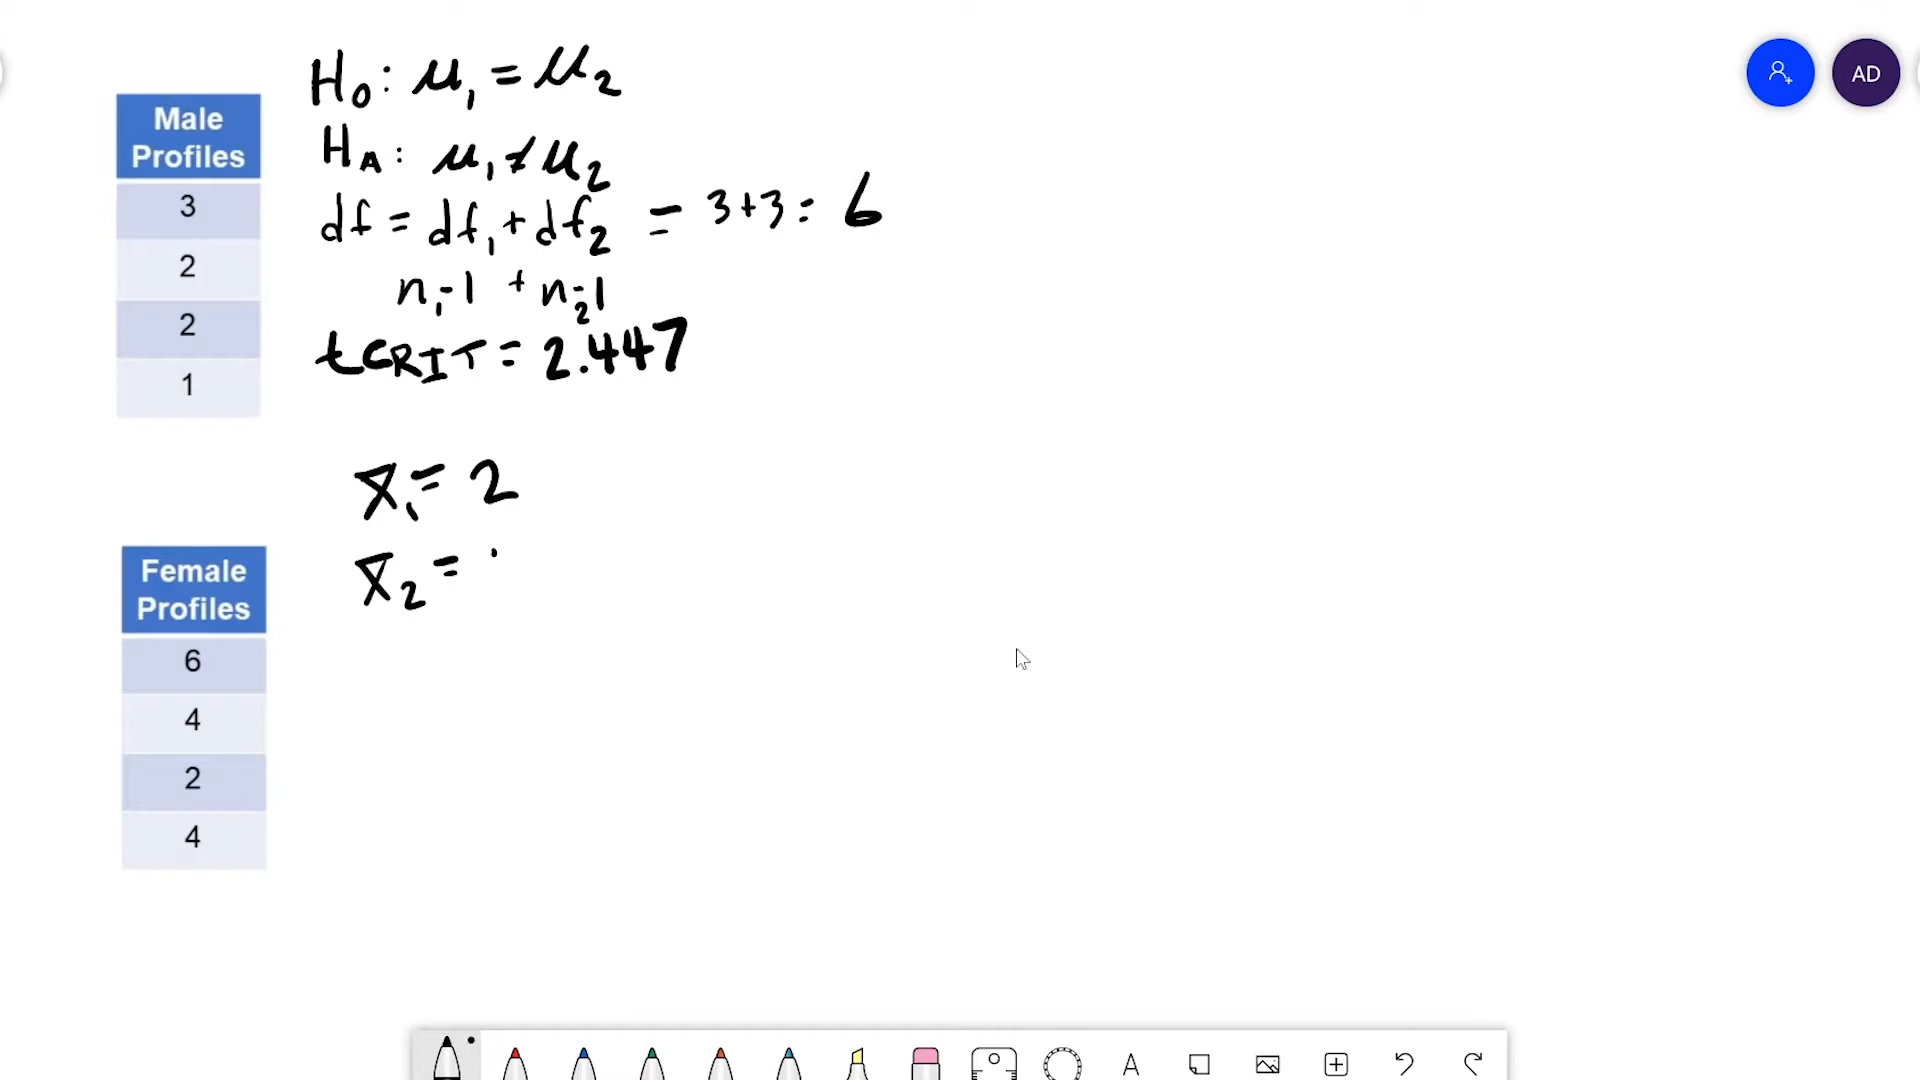 AD
H₀: μ₁ = μ₂
Male
Profiles
3
2
2
1
H_A: μ₁ ≠ μ₂
df = df₁ + df₂ = 3+3 = 6
n₁-1 + n₂-1
tCRIT = 2.447
x̄₁ = 2
x̄₂ =
Female
Profiles
6
4
2
4
A